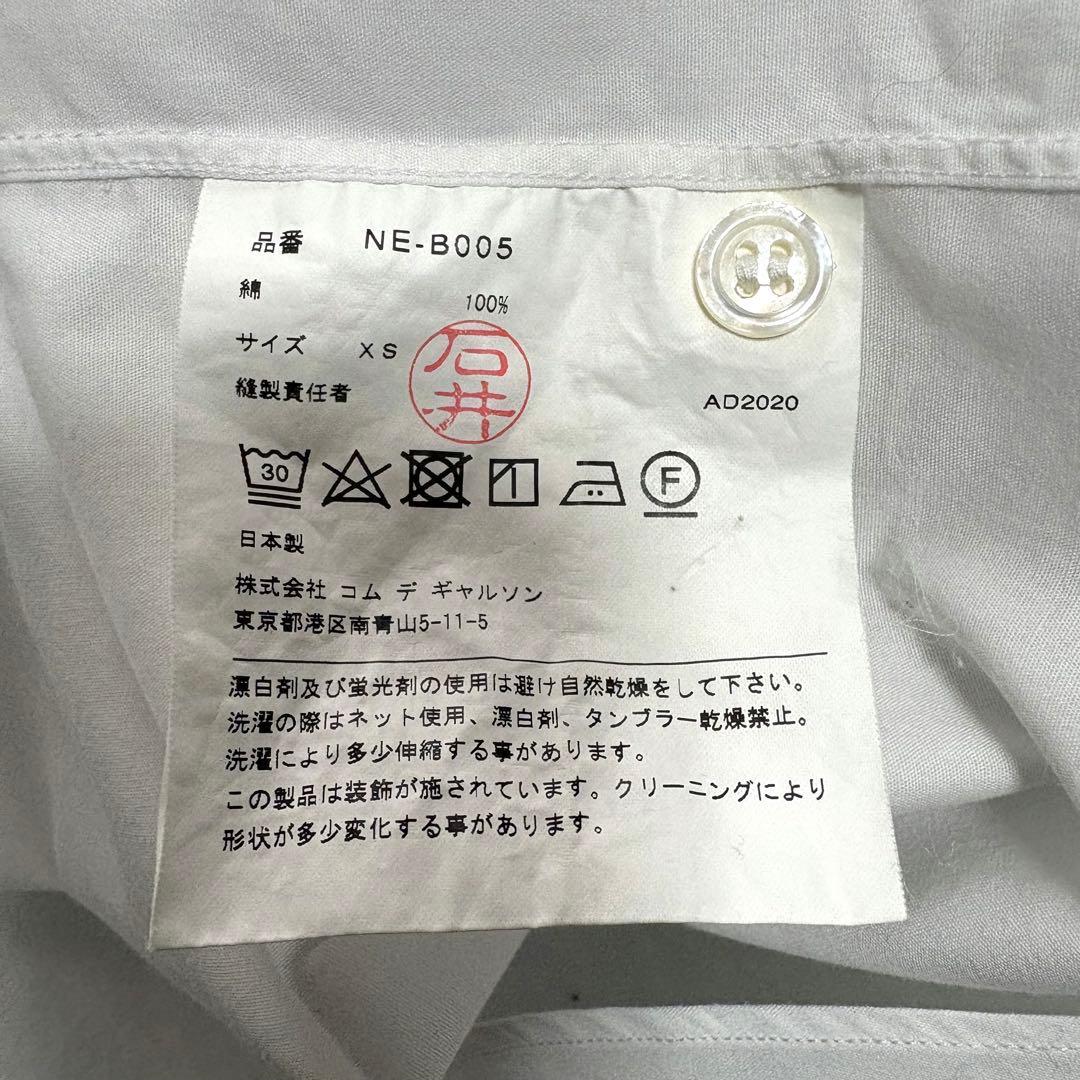 品番 NE-B005
綿 100%
サイズ XS
石井
縫製責任者 AD2020
30 F
日本製
株式会社 コム デ ギャルソン
東京都港区南青山5-11-5
漂白剤及び蛍光剤の使用は避け自然乾燥をして下さい。
洗濯の際はネット使用、漂白剤、タンブラー乾燥禁止。
洗濯により多少伸縮する事があります。
この製品は装飾が施されています。クリーニングにより
形状が多少変化する事があります。